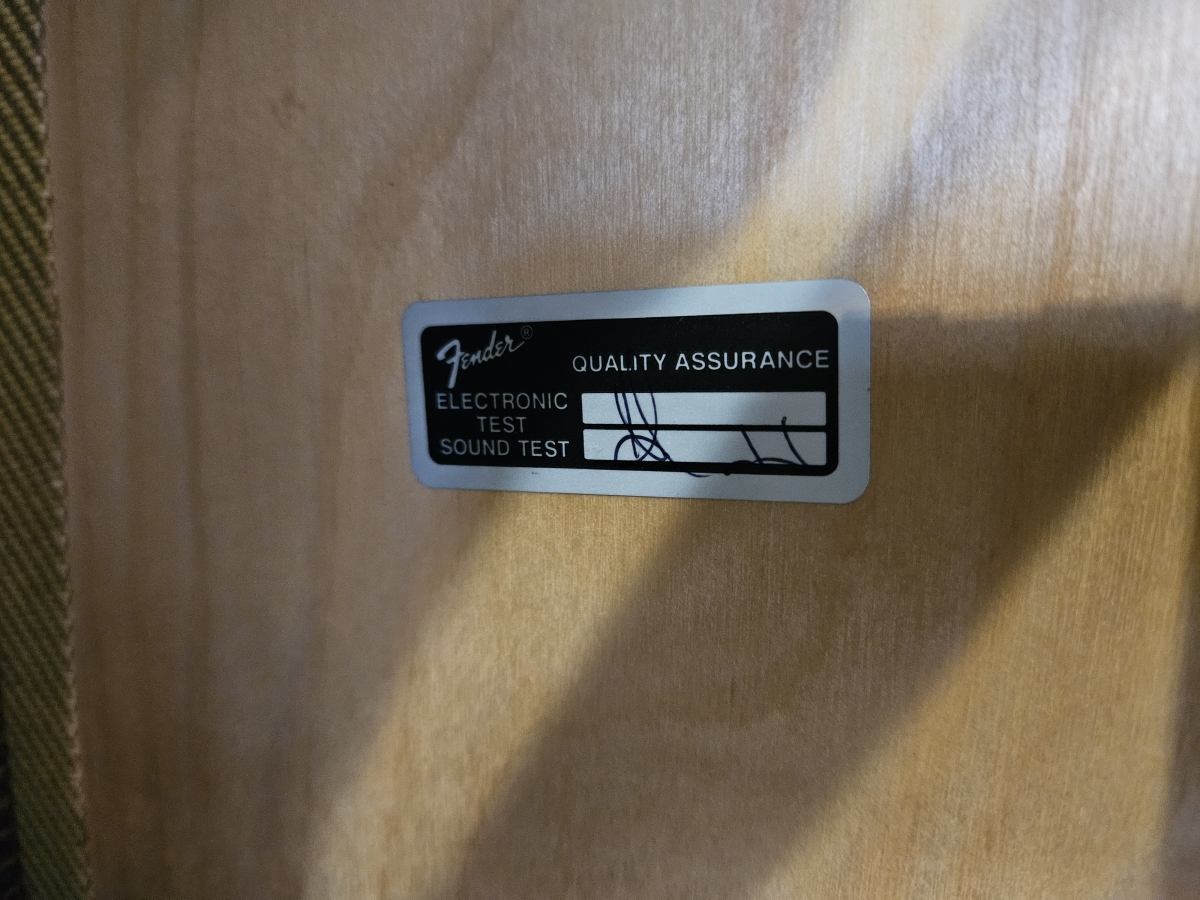 Fender®
QUALITY ASSURANCE
ELECTRONIC
TEST
SOUND TEST